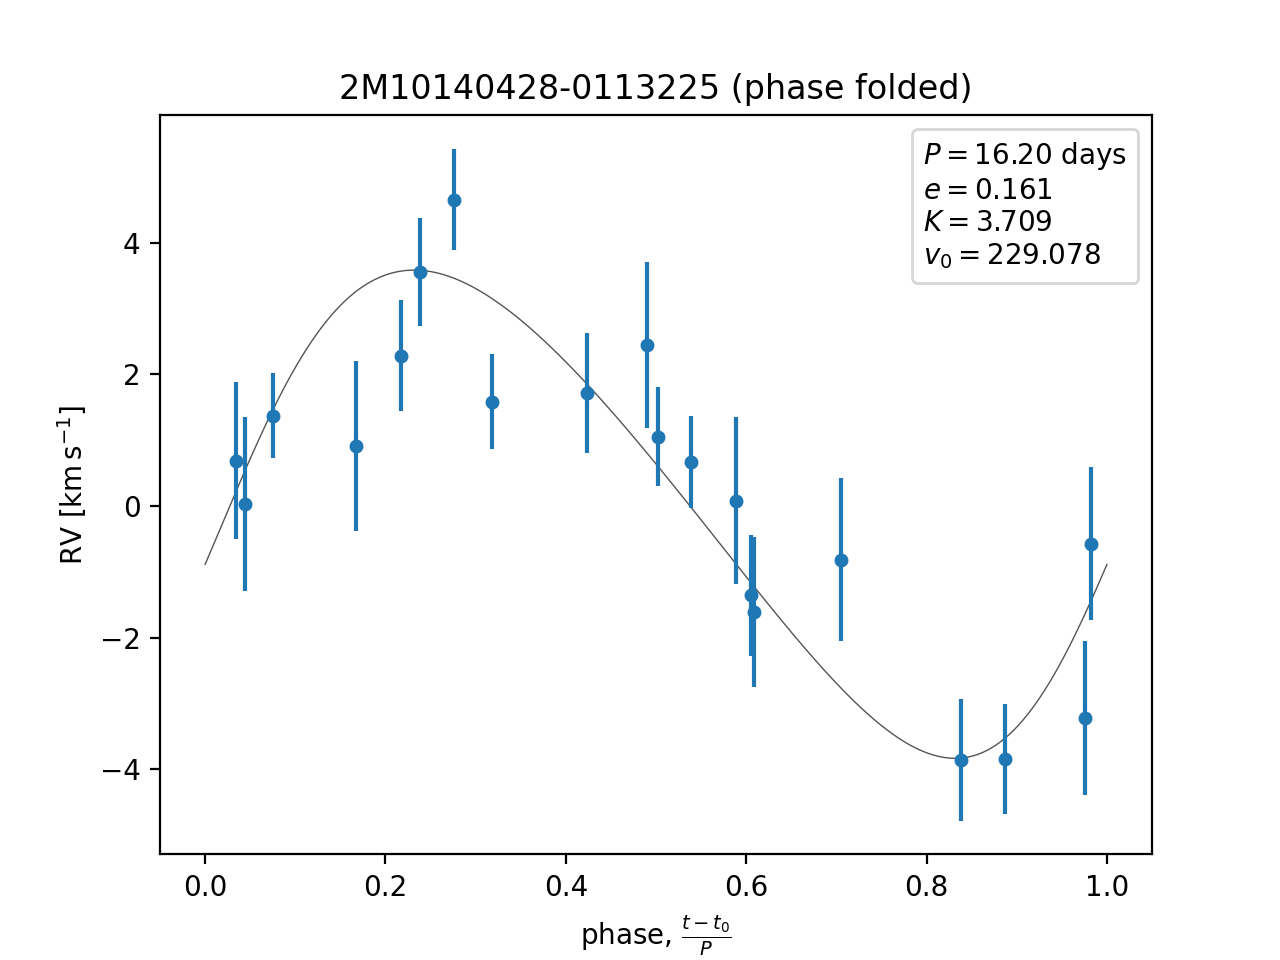 2M10140428-0113225 (phase folded)
P = 16.20 days
e = 0.161
K = 3.709
v₀ = 229.078
4
2
0
−2
−4
RV [km s⁻¹]
0.0 0.2 0.4 0.6 0.8 1.0
phase, (t − t₀)/P